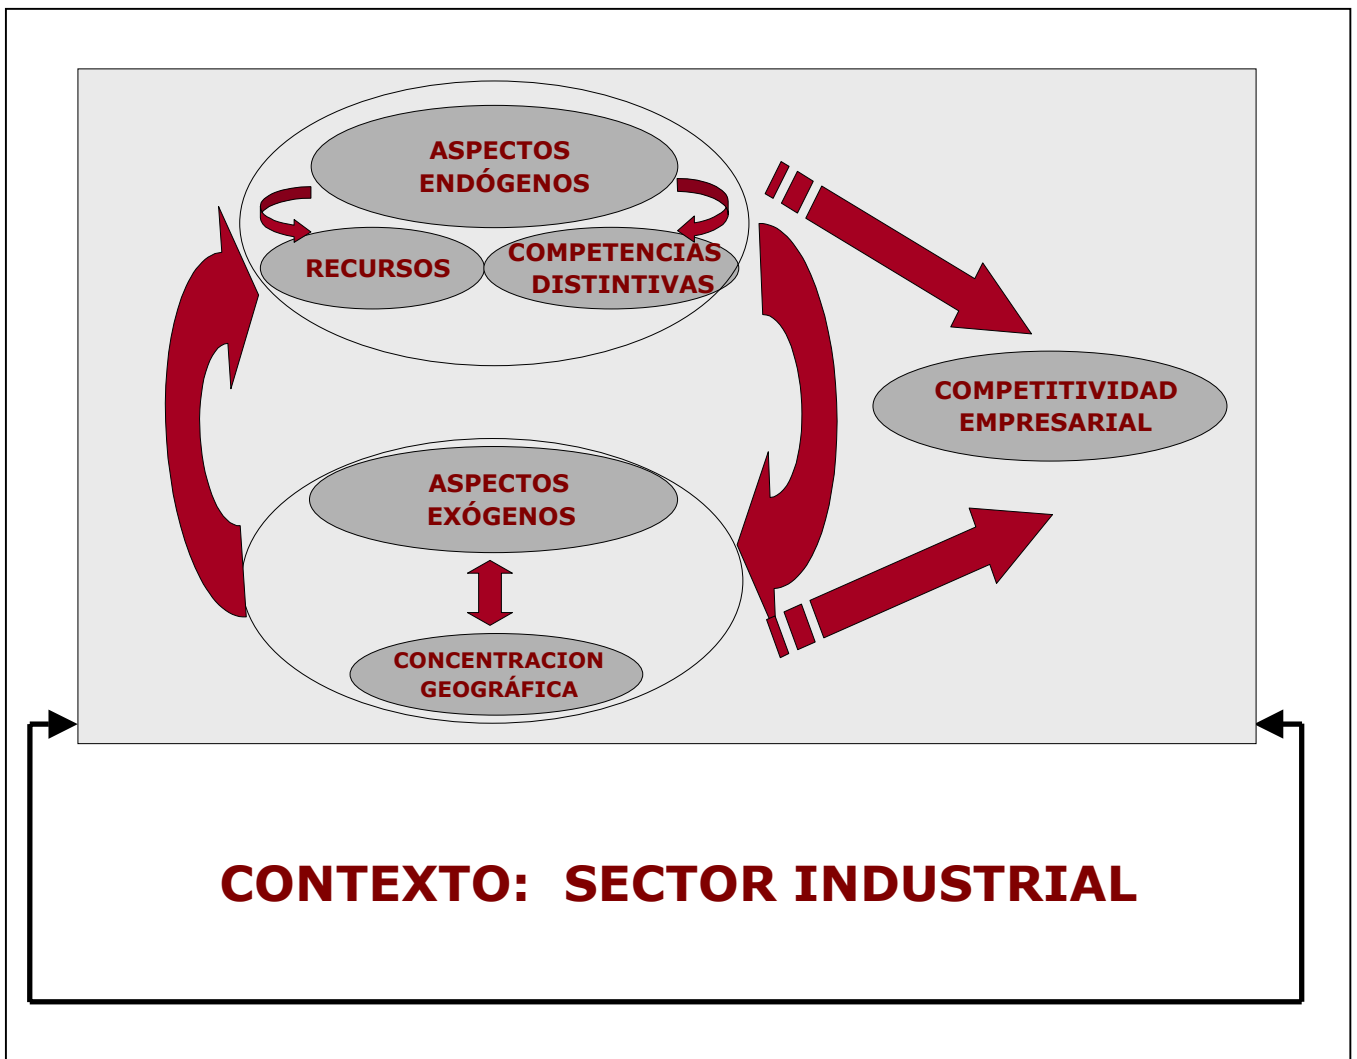 ASPECTOS
ENDÓGENOS
RECURSOS
COMPETENCIAS
DISTINTIVAS
COMPETITIVIDAD
EMPRESARIAL
ASPECTOS
EXÓGENOS
CONCENTRACION
GEOGRÁFICA
CONTEXTO: SECTOR INDUSTRIAL